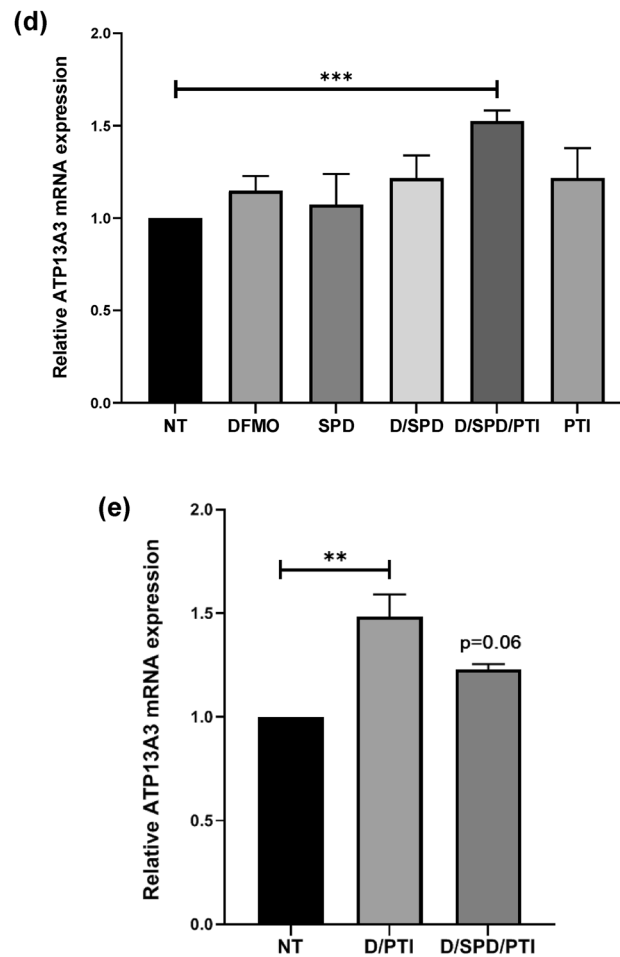 (d)
Relative ATP13A3 mRNA expression
2.0
1.5
1.0
0.5
0.0
***
NT DFMO SPD D/SPD D/SPD/PTI PTI
(e)
Relative ATP13A3 mRNA expression
2.0
1.5
1.0
0.5
0.0
**
p=0.06
NT D/PTI D/SPD/PTI